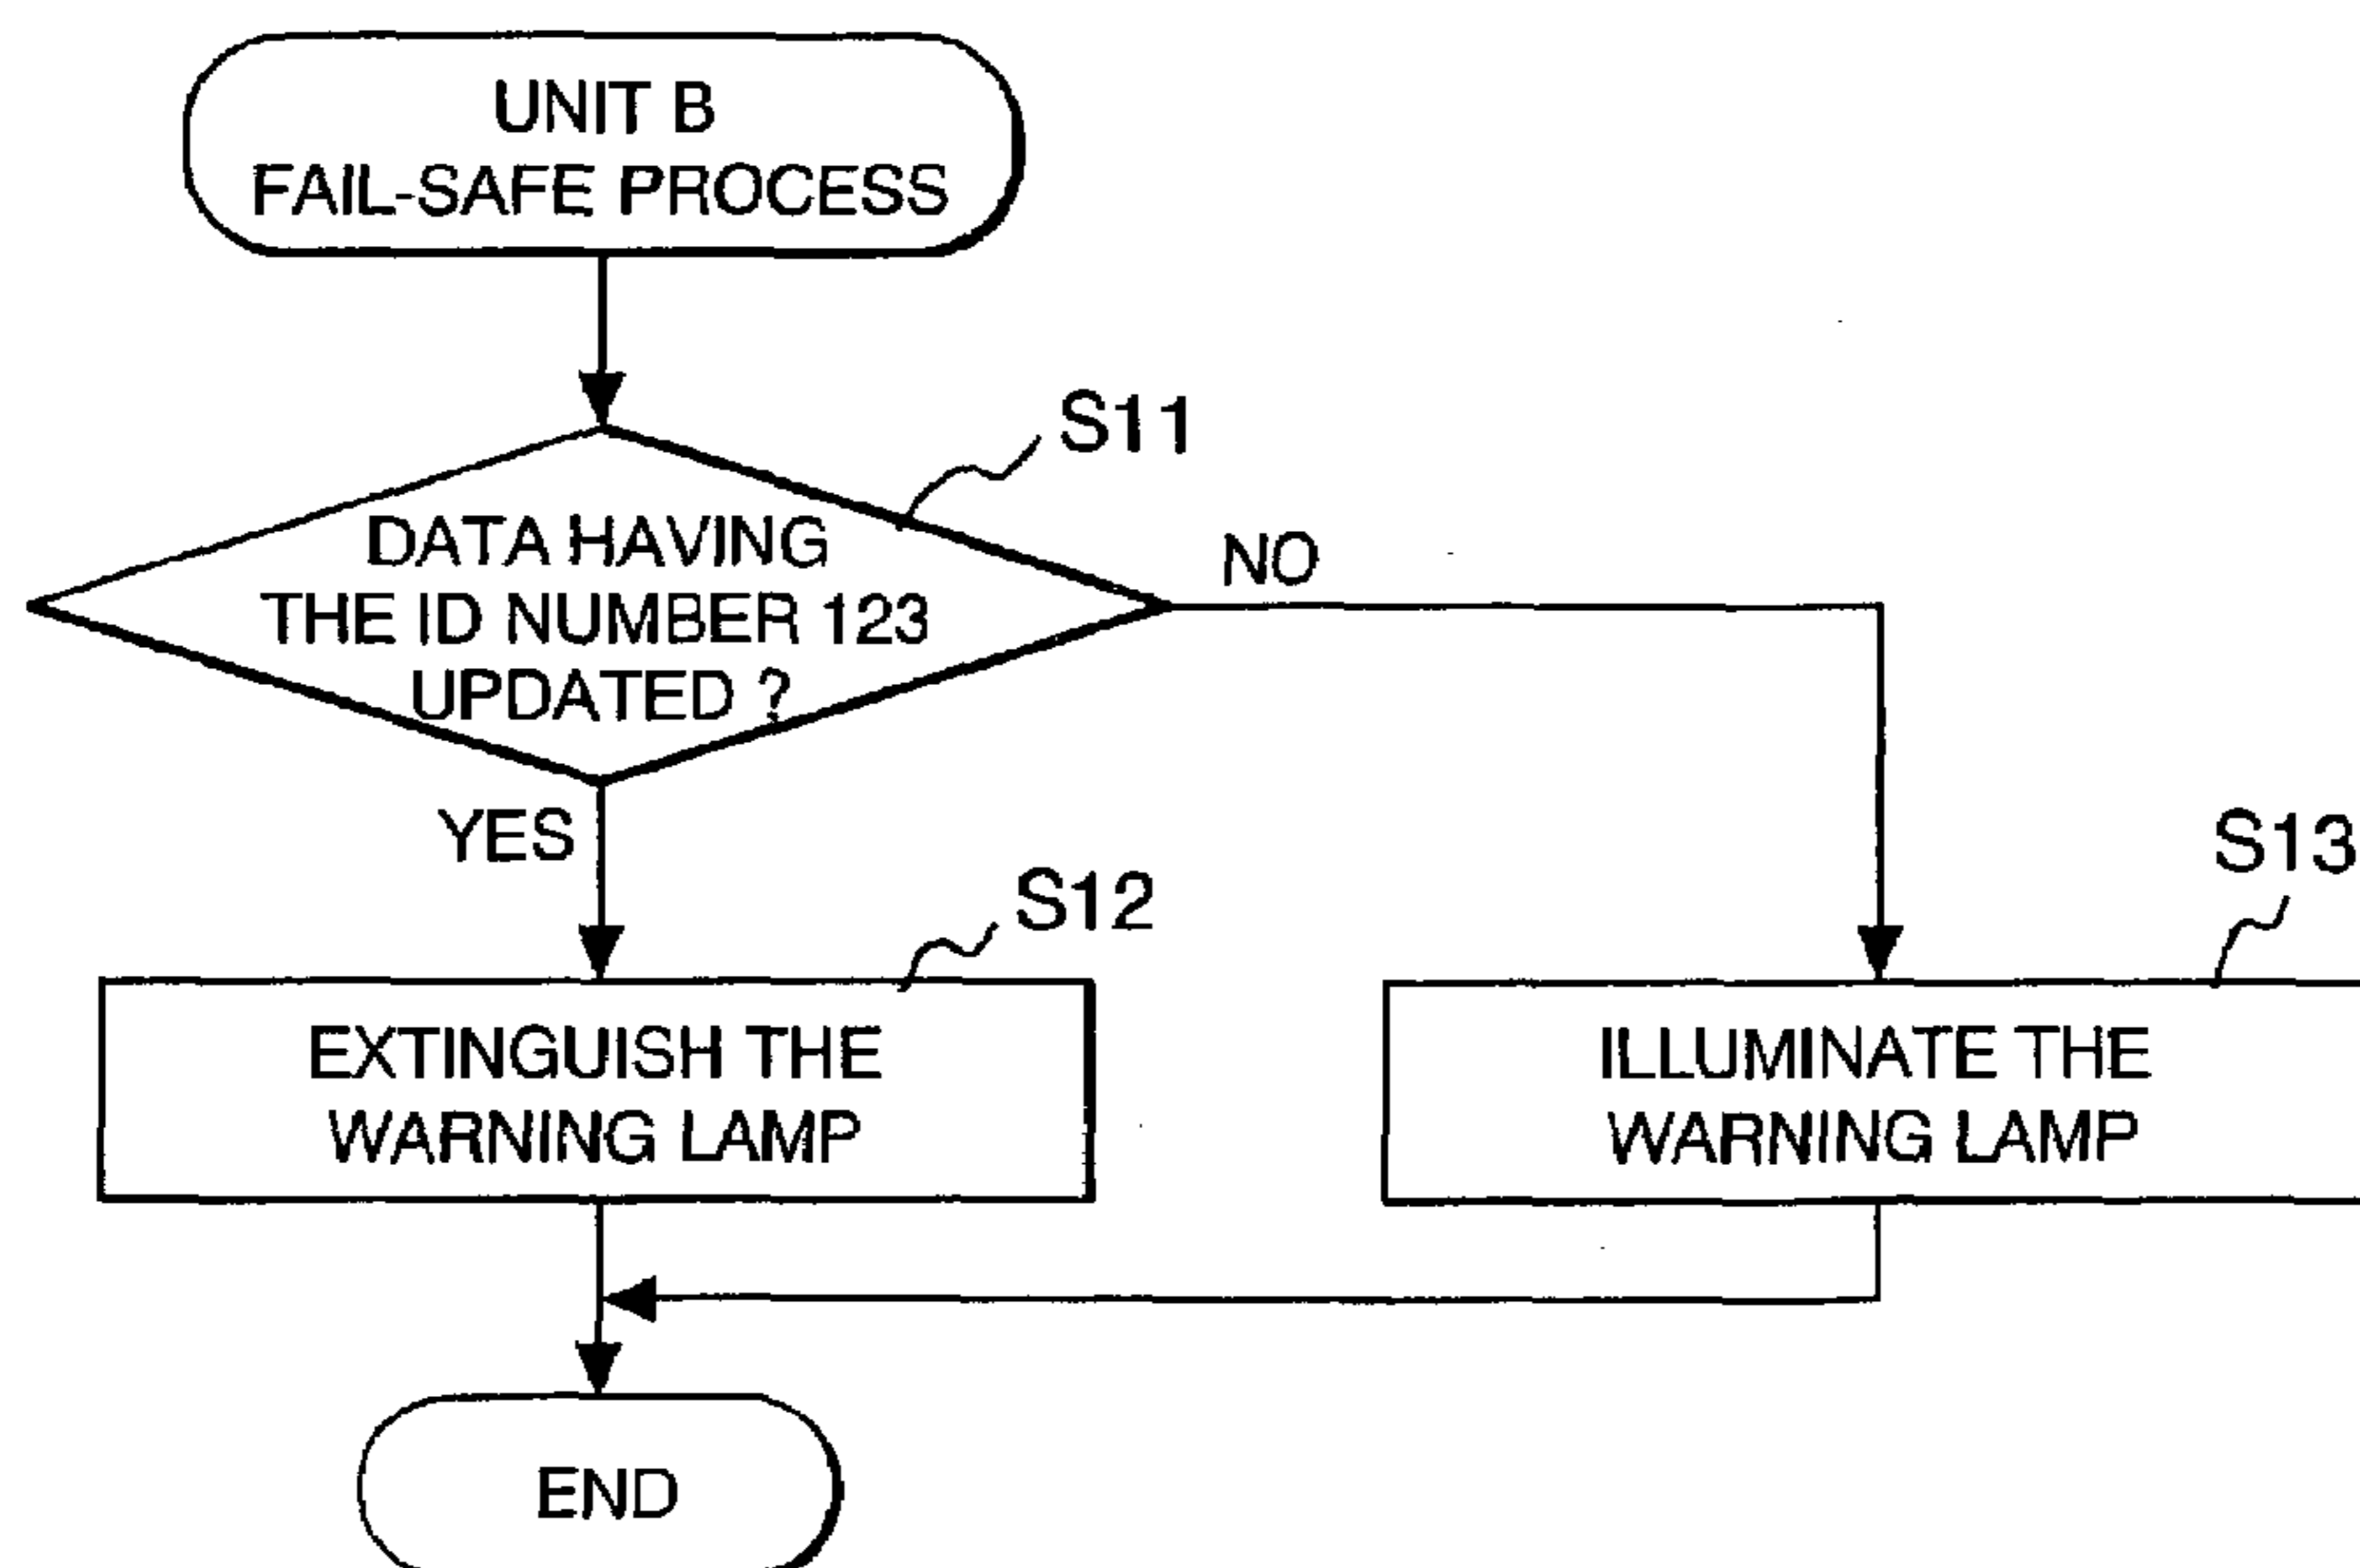 UNIT B
FAIL-SAFE PROCESS
S11
DATA HAVING
THE ID NUMBER 123
UPDATED ?
NO
YES
S12
EXTINGUISH THE
WARNING LAMP
S13
ILLUMINATE THE
WARNING LAMP
END